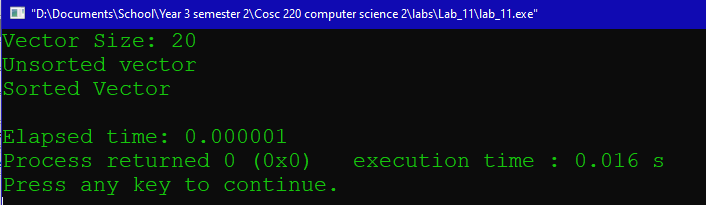 "D:\Documents\School\Year 3 semester 2\Cosc 220 computer science 2\labs\Lab_11\lab_11.exe"
Vector Size: 20
Unsorted vector
Sorted Vector
Elapsed time: 0.000001
Process returned 0 (0x0)   execution time : 0.016 s
Press any key to continue.